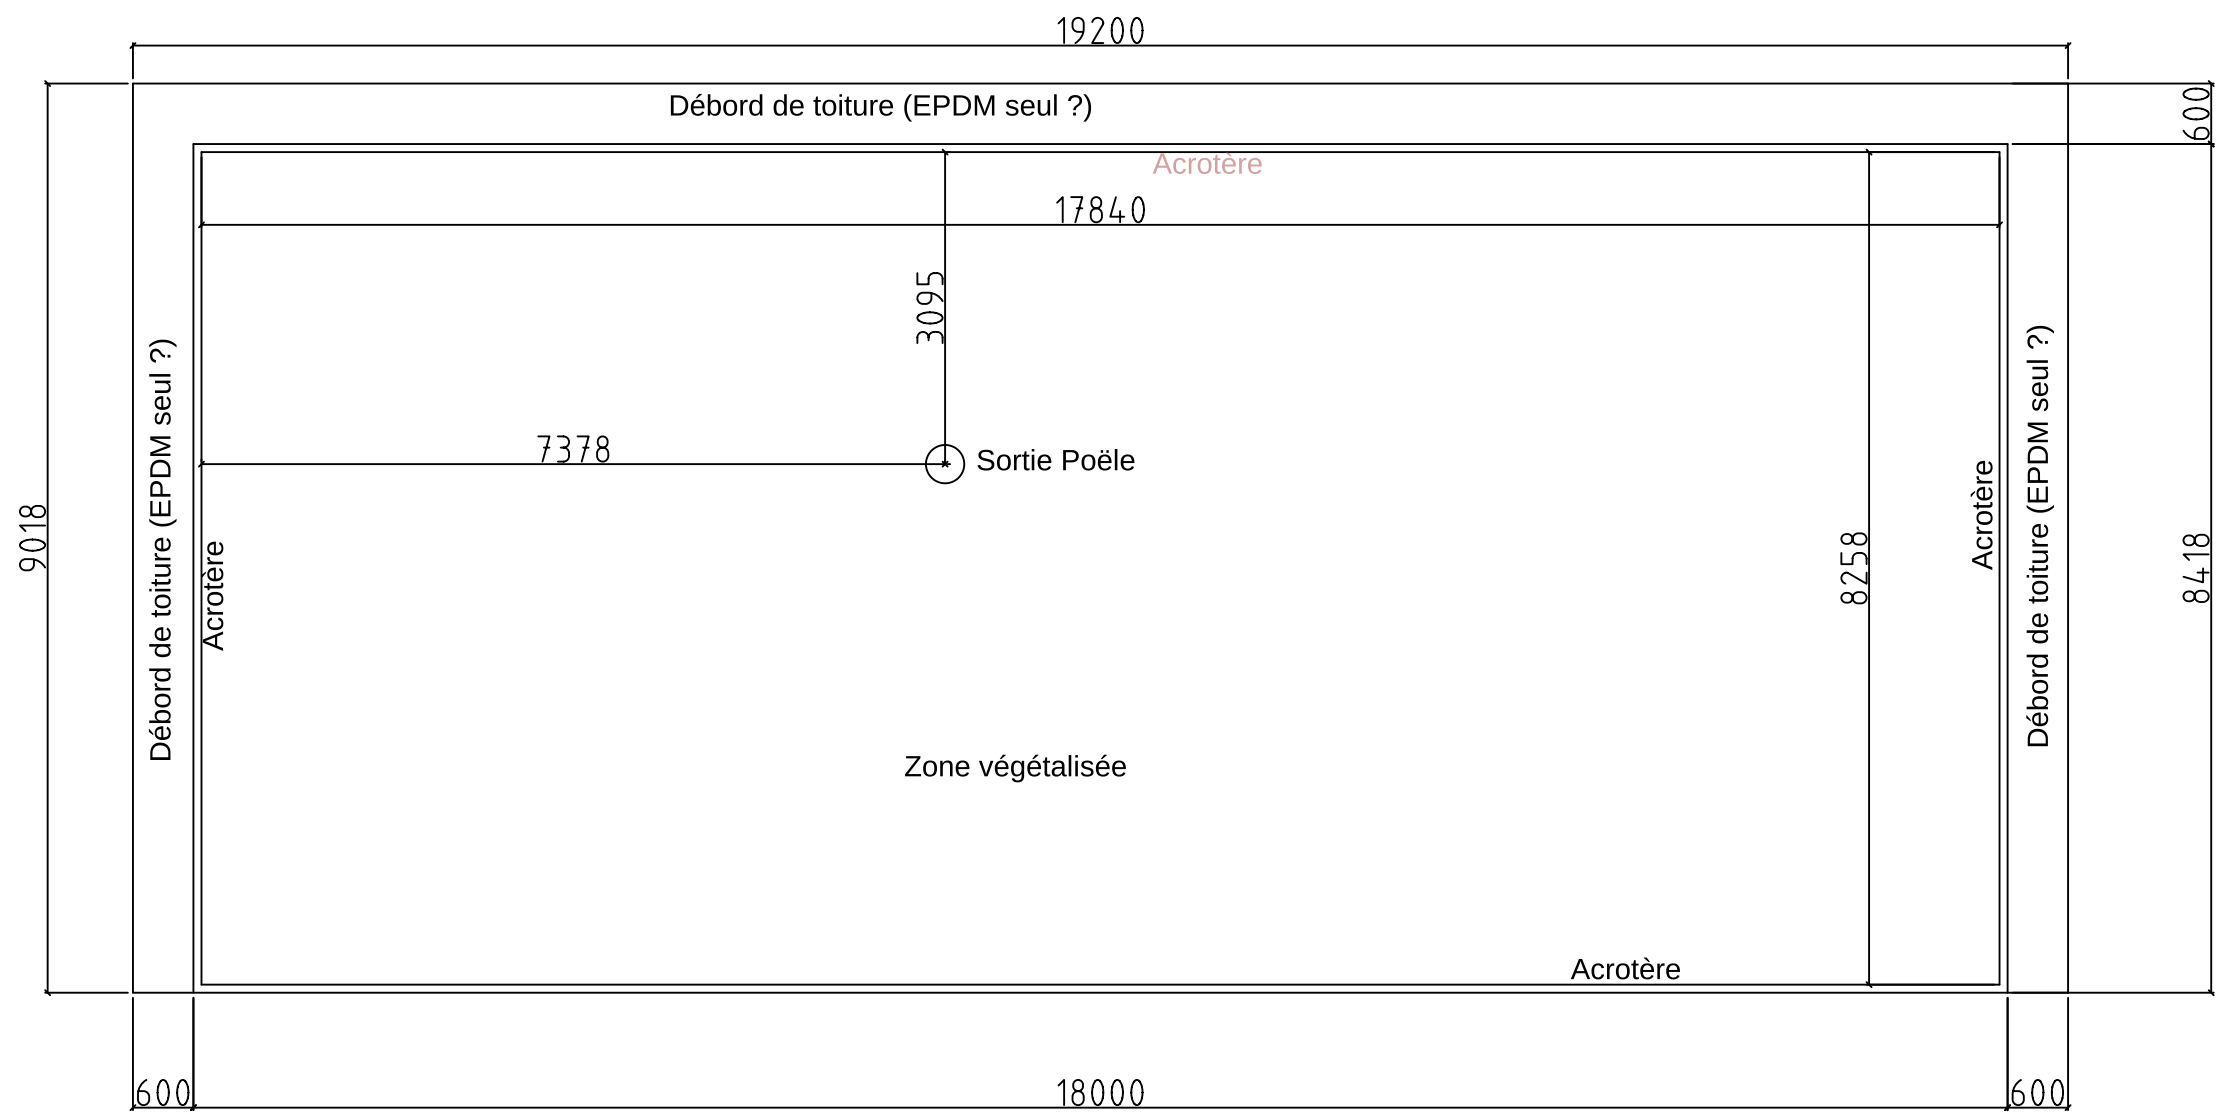 19200
Débord de toiture (EPDM seul ?)
600
Acrotère
17840
3095
7378
Sortie Poële
Débord de toiture (EPDM seul ?)
Débord de toiture (EPDM seul ?)
9018
Acrotère
Acrotère
8258
8418
Zone végétalisée
Acrotère
600
18000
600